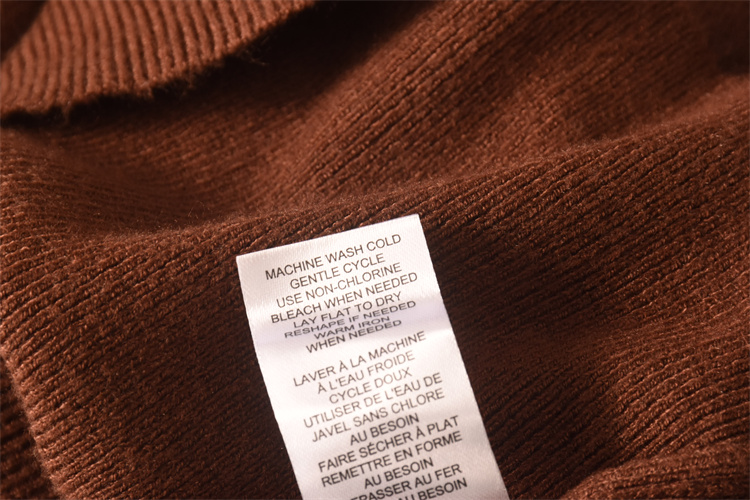 MACHINE WASH COLD
GENTLE CYCLE
USE NON-CHLORINE
BLEACH WHEN NEEDED
LAY FLAT TO DRY
RESHAPE IF NEEDED
WARM IRON
WHEN NEEDED
LAVER À LA MACHINE
À L'EAU FROIDE
CYCLE DOUX
UTILISER DE L'EAU DE
JAVEL SANS CHLORE
AU BESOIN
FAIRE SÉCHER À PLAT
REMETTRE EN FORME
AU BESOIN
AU FER